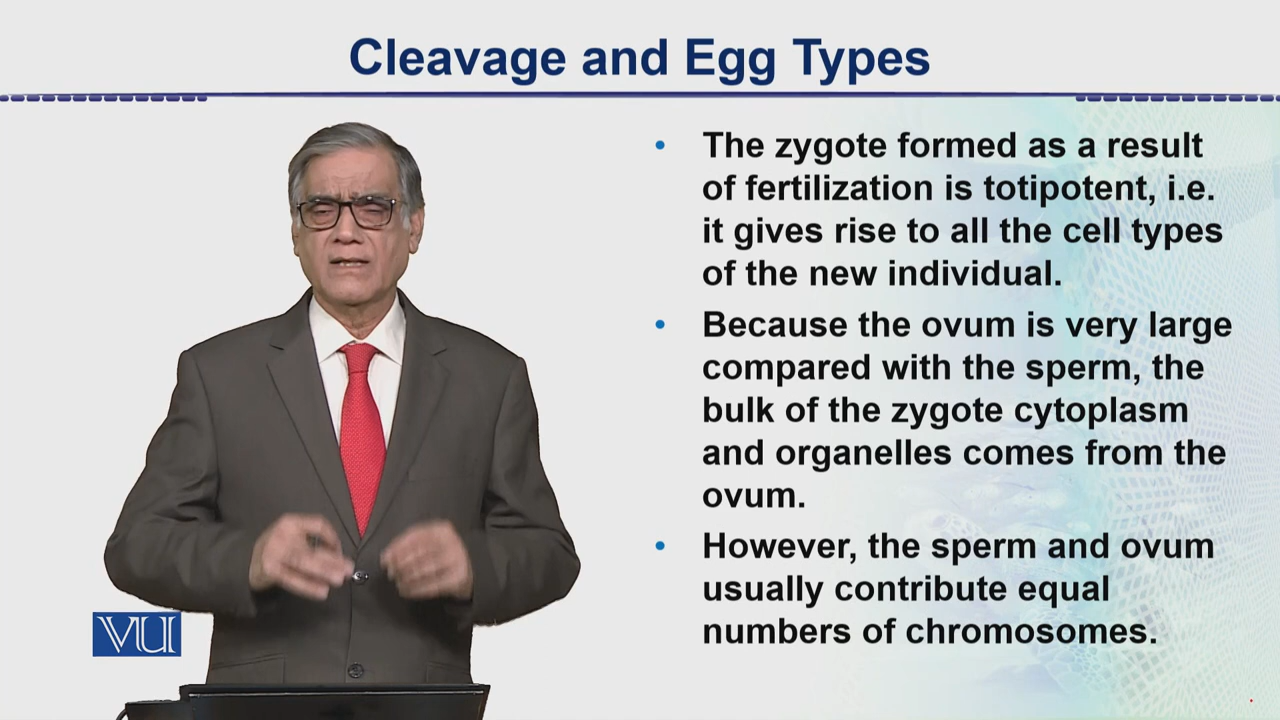 Cleavage and Egg Types
• The zygote formed as a result
of fertilization is totipotent, i.e.
it gives rise to all the cell types
of the new individual.
• Because the ovum is very large
compared with the sperm, the
bulk of the zygote cytoplasm
and organelles comes from the
ovum.
• However, the sperm and ovum
usually contribute equal
numbers of chromosomes.
VU